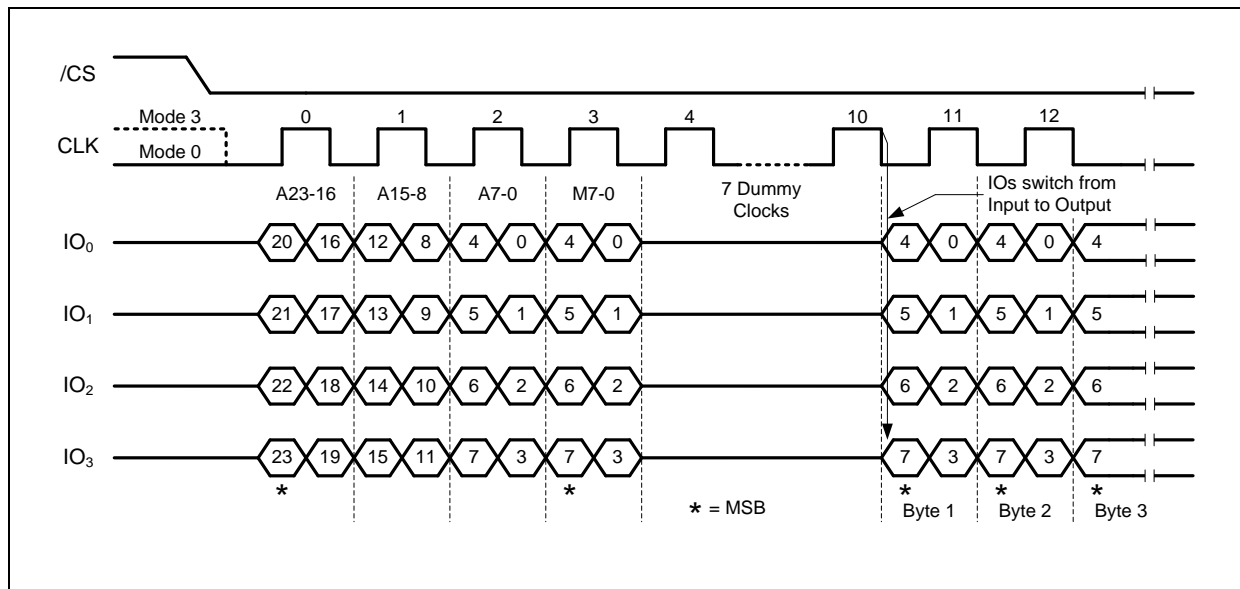 /CS
Mode 3
0 1 2 3 4 10 11 12
CLK
Mode 0
A23-16 A15-8 A7-0 M7-0
7 Dummy
Clocks
IOs switch from
Input to Output
IO0 20 16 12 8 4 0 4 0 4 0 4 0 4
IO1 21 17 13 9 5 1 5 1 5 1 5 1 5
IO2 22 18 14 10 6 2 6 2 6 2 6 2 6
IO3 23 19 15 11 7 3 7 3 7 3 7 3 7
* * * * *
* = MSB
Byte 1 Byte 2 Byte 3